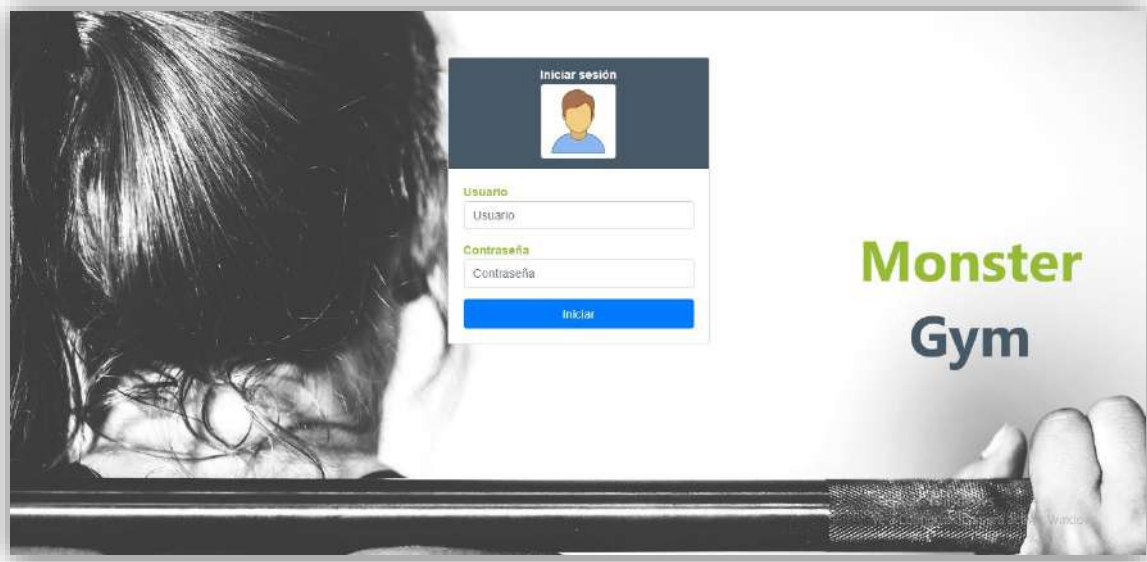 Iniciar sesión
Usuario
Usuario
Contraseña
Contraseña
Iniciar
Monster
Gym